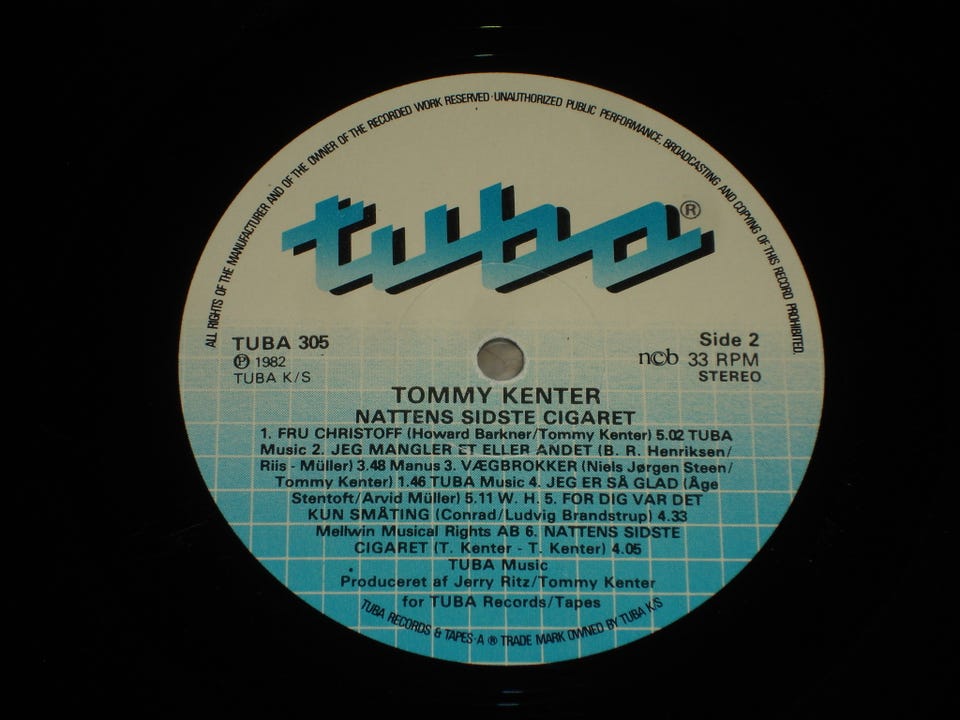 ALL RIGHTS OF THE MANUFACTURER AND OF THE OWNER OF THE RECORDED WORK RESERVED · UNAUTHORIZED PUBLIC PERFORMANCE, BROADCASTING AND COPYING OF THIS RECORD PROHIBITED.
tuba®
TUBA 305
Ⓟ 1982
TUBA K/S
Side 2
ncb 33 RPM
STEREO
TOMMY KENTER
NATTENS SIDSTE CIGARET
1. FRU CHRISTOFF (Howard Barkner/Tommy Kenter) 5.02 TUBA
Music 2. JEG MANGLER ET ELLER ANDET (B. R. Henriksen/
Riis - Müller) 3.48 Manus 3. VÆGBROKKER (Niels Jørgen Steen/
Tommy Kenter) 1.46 TUBA Music 4. JEG ER SÅ GLAD (Åge
Stentoft/Arvid Müller) 5.11 W. H. 5. FOR DIG VAR DET
KUN SMÅTING (Conrad/Ludvig Brandstrup) 4.33
Mellwin Musical Rights AB 6. NATTENS SIDSTE
CIGARET (T. Kenter - T. Kenter) 4.05
TUBA Music
Produceret af Jerry Ritz/Tommy Kenter
for TUBA Records/Tapes
TUBA RECORDS & TAPES · A ® TRADE MARK OWNED BY TUBA K/S